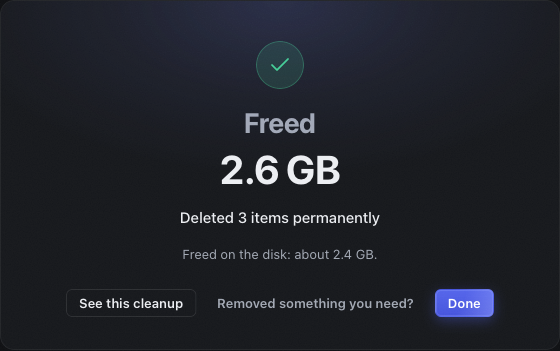 Freed
2.6 GB
Deleted 3 items permanently
Freed on the disk: about 2.4 GB.
See this cleanup
Removed something you need?
Done